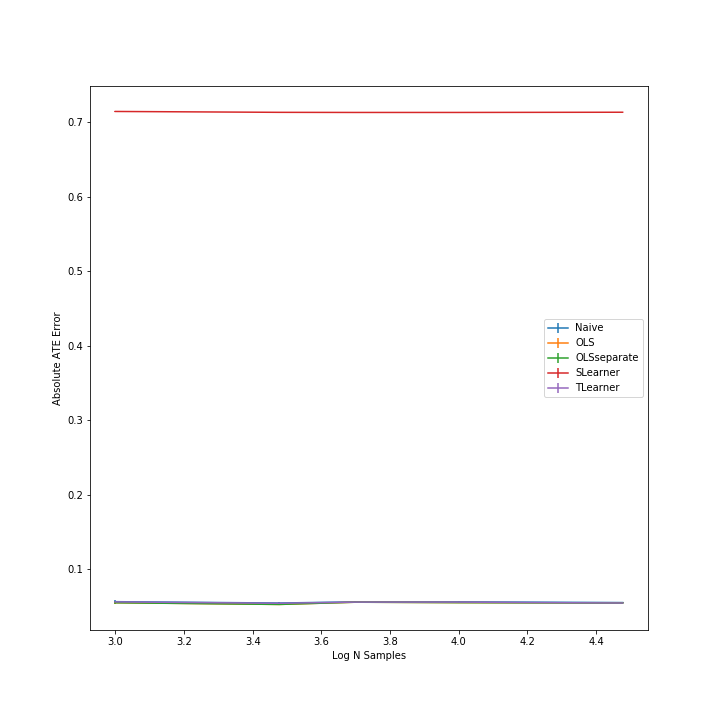 0.7
0.6
0.5
0.4
0.3
0.2
0.1
Absolute ATE Error
Naive
OLS
OLSseparate
SLearner
TLearner
3.0 3.2 3.4 3.6 3.8 4.0 4.2 4.4
Log N Samples